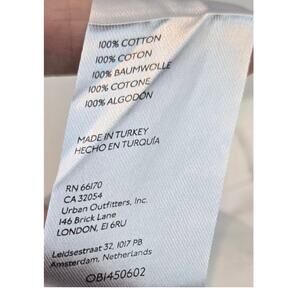 100% COTTON
100% COTON
100% BAUMWOLLE
100% COTONE
100% ALGODÓN
MADE IN TURKEY
HECHO EN TURQUÍA
RN 66170
CA 32054
Urban Outfitters, Inc.
146 Brick Lane
LONDON, E1 6RU
Leidsestraat 32, 1017 PB
Amsterdam, Netherlands
OB1450602